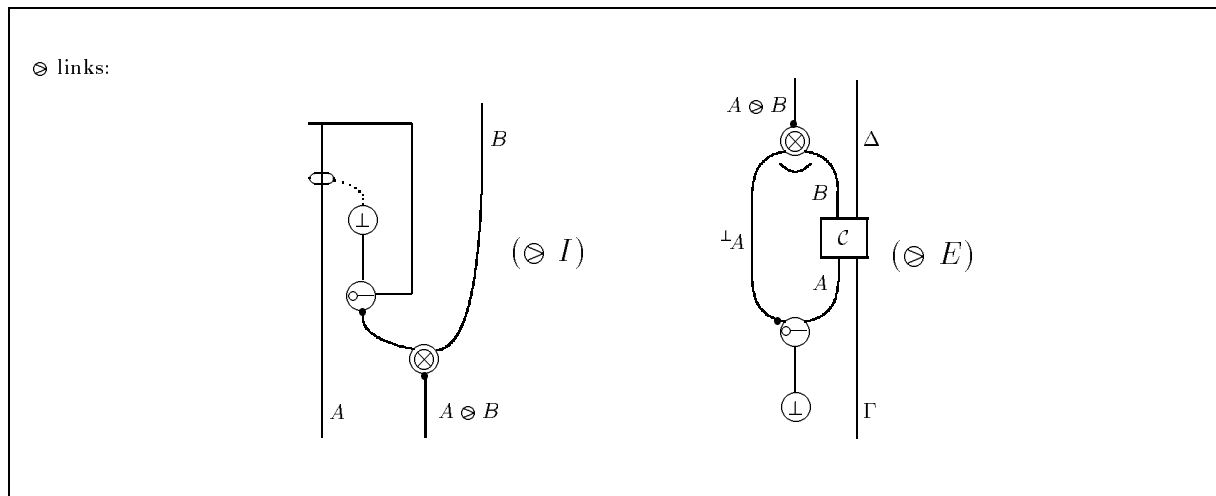 ⧁ links:
B
⊥
(⧁ I)
⊗
A
A ⧁ B
A ⧁ B
⊗
Δ
B
⊥A
𝒞
(⧁ E)
A
⊥
Γ